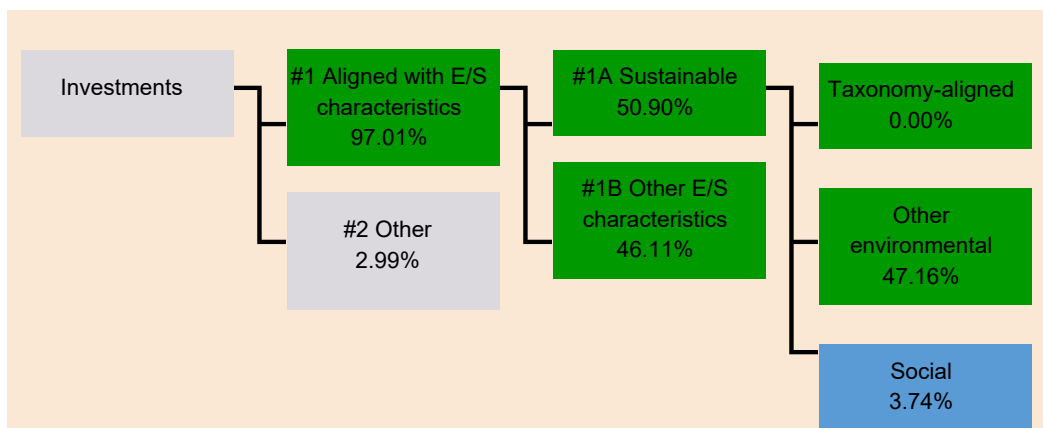 Investments
#1 Aligned with E/S
characteristics
97.01%
#2 Other
2.99%
#1A Sustainable
50.90%
#1B Other E/S
characteristics
46.11%
Taxonomy-aligned
0.00%
Other
environmental
47.16%
Social
3.74%